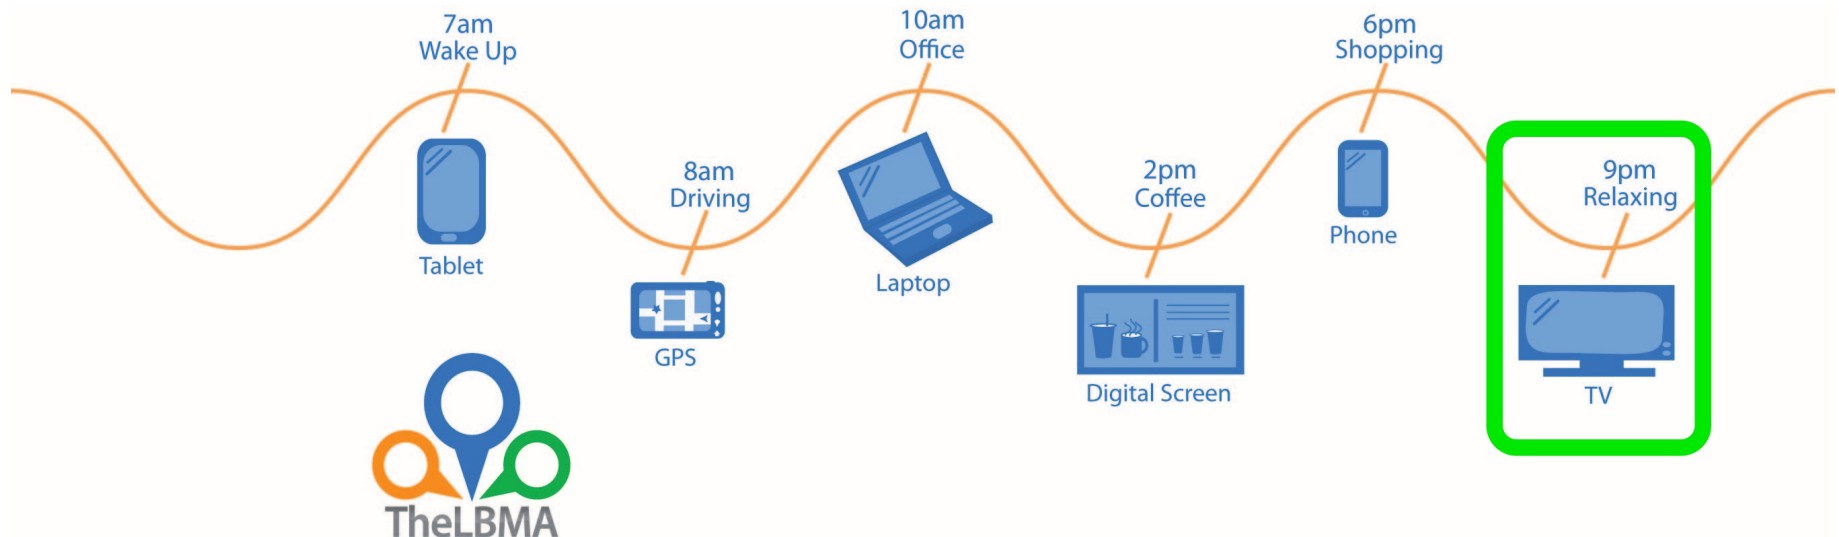 7am
Wake Up
Tablet
8am
Driving
GPS
10am
Office
Laptop
2pm
Coffee
Digital Screen
6pm
Shopping
Phone
9pm
Relaxing
TV
TheLBMA